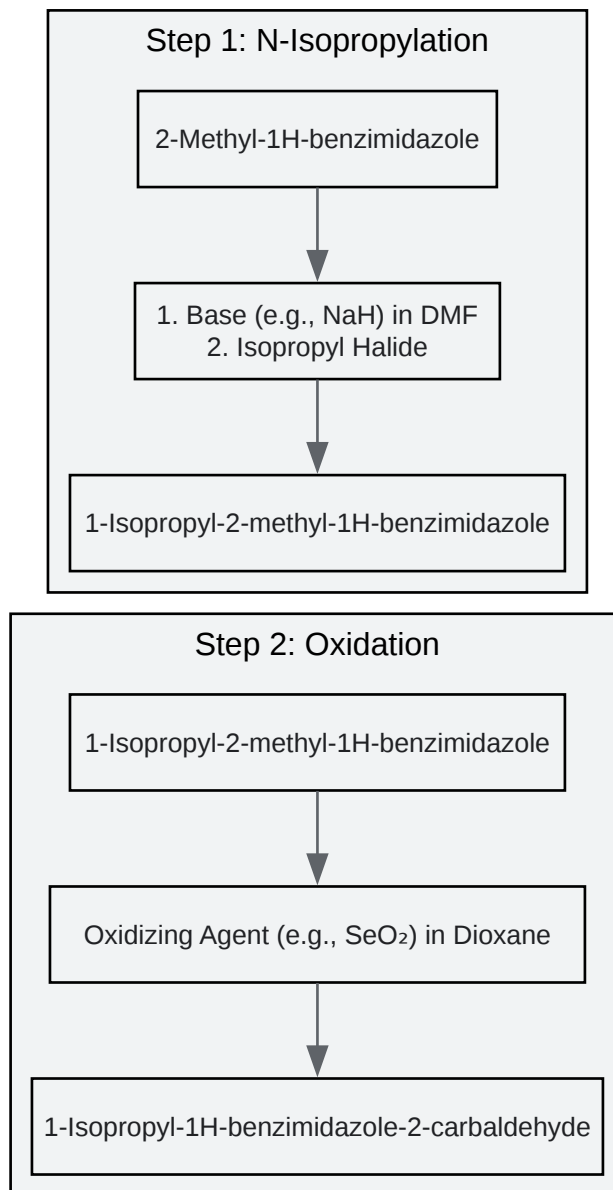 Step 1: N-Isopropylation
2-Methyl-1H-benzimidazole
1. Base (e.g., NaH) in DMF
2. Isopropyl Halide
1-Isopropyl-2-methyl-1H-benzimidazole
Step 2: Oxidation
1-Isopropyl-2-methyl-1H-benzimidazole
Oxidizing Agent (e.g., SeO₂) in Dioxane
1-Isopropyl-1H-benzimidazole-2-carbaldehyde